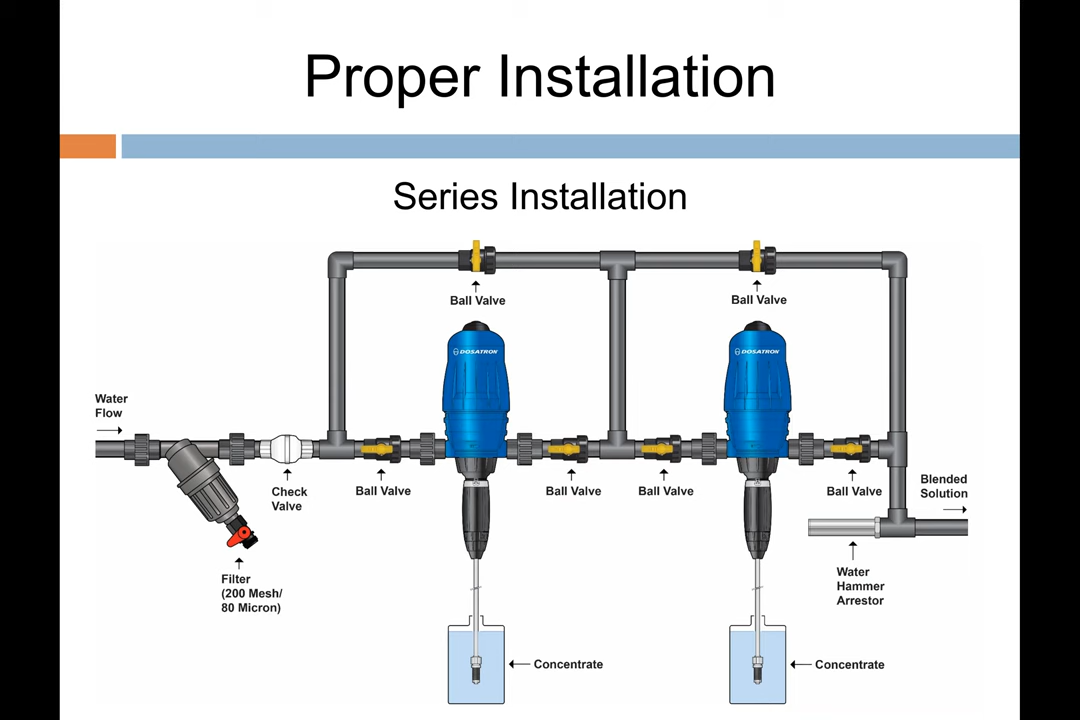 Proper Installation
Series Installation
Ball Valve
Ball Valve
DOSATRON
DOSATRON
Water
Flow
Check
Valve
Ball Valve
Ball Valve
Ball Valve
Ball Valve
Blended
Solution
Filter
(200 Mesh/
80 Micron)
Water
Hammer
Arrestor
Concentrate
Concentrate